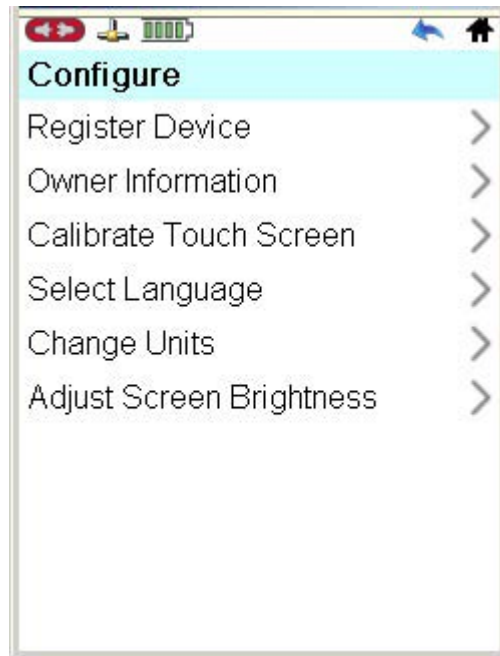 Configure
Register Device
Owner Information
Calibrate Touch Screen
Select Language
Change Units
Adjust Screen Brightness